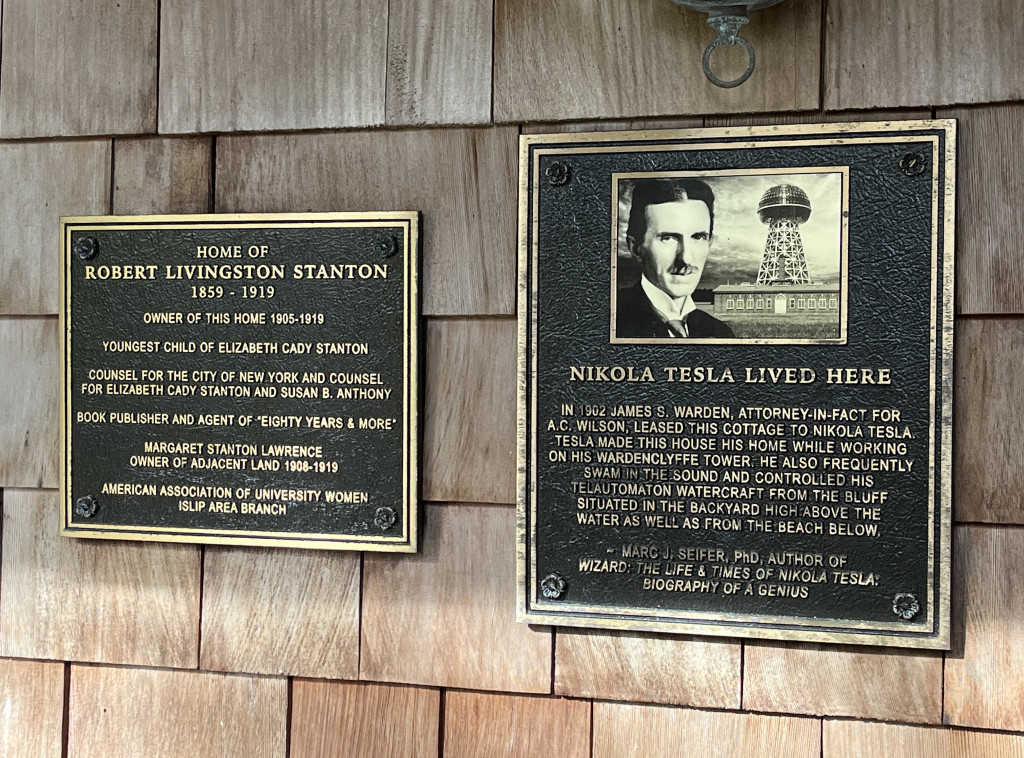 HOME OF
ROBERT LIVINGSTON STANTON
1859 - 1919
OWNER OF THIS HOME 1905-1919
YOUNGEST CHILD OF ELIZABETH CADY STANTON
COUNSEL FOR THE CITY OF NEW YORK AND COUNSEL
FOR ELIZABETH CADY STANTON AND SUSAN B. ANTHONY
BOOK PUBLISHER AND AGENT OF "EIGHTY YEARS & MORE"
MARGARET STANTON LAWRENCE
OWNER OF ADJACENT LAND 1908-1919
AMERICAN ASSOCIATION OF UNIVERSITY WOMEN
ISLIP AREA BRANCH
NIKOLA TESLA LIVED HERE
IN 1902 JAMES S. WARDEN, ATTORNEY-IN-FACT FOR
A.C. WILSON, LEASED THIS COTTAGE TO NIKOLA TESLA.
TESLA MADE THIS HOUSE HIS HOME WHILE WORKING
ON HIS WARDENCLYFFE TOWER. HE ALSO FREQUENTLY
SWAM IN THE SOUND AND CONTROLLED HIS
TELAUTOMATON WATERCRAFT FROM THE BLUFF
SITUATED IN THE BACKYARD HIGH ABOVE THE
WATER AS WELL AS FROM THE BEACH BELOW.
~ MARC J. SEIFER, PhD, AUTHOR OF
WIZARD: THE LIFE & TIMES OF NIKOLA TESLA:
BIOGRAPHY OF A GENIUS